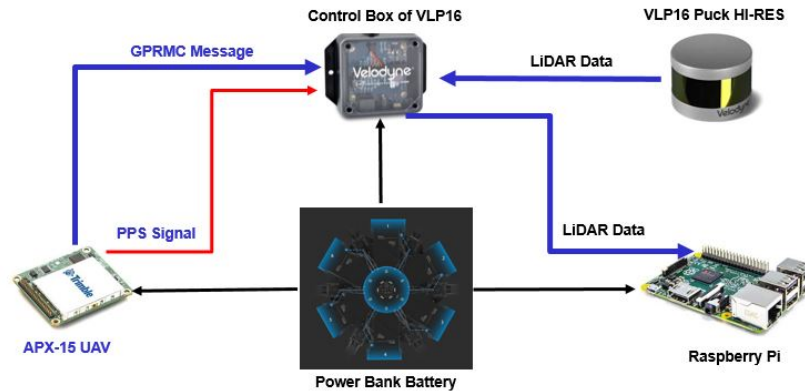 Control Box of VLP16
VLP16 Puck HI-RES
GPRMC Message
Velodyne
LiDAR Data
Velodyne
PPS Signal
LiDAR Data
Trimble
APX-15 UAV
Raspberry Pi
Power Bank Battery